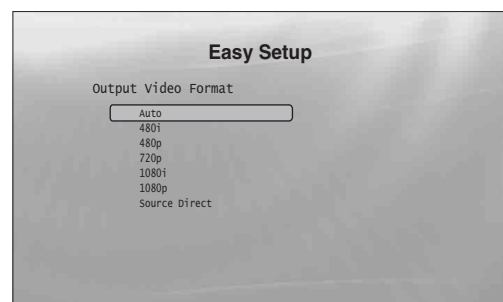 Easy Setup
Output Video Format
Auto
480i
480p
720p
1080i
1080p
Source Direct